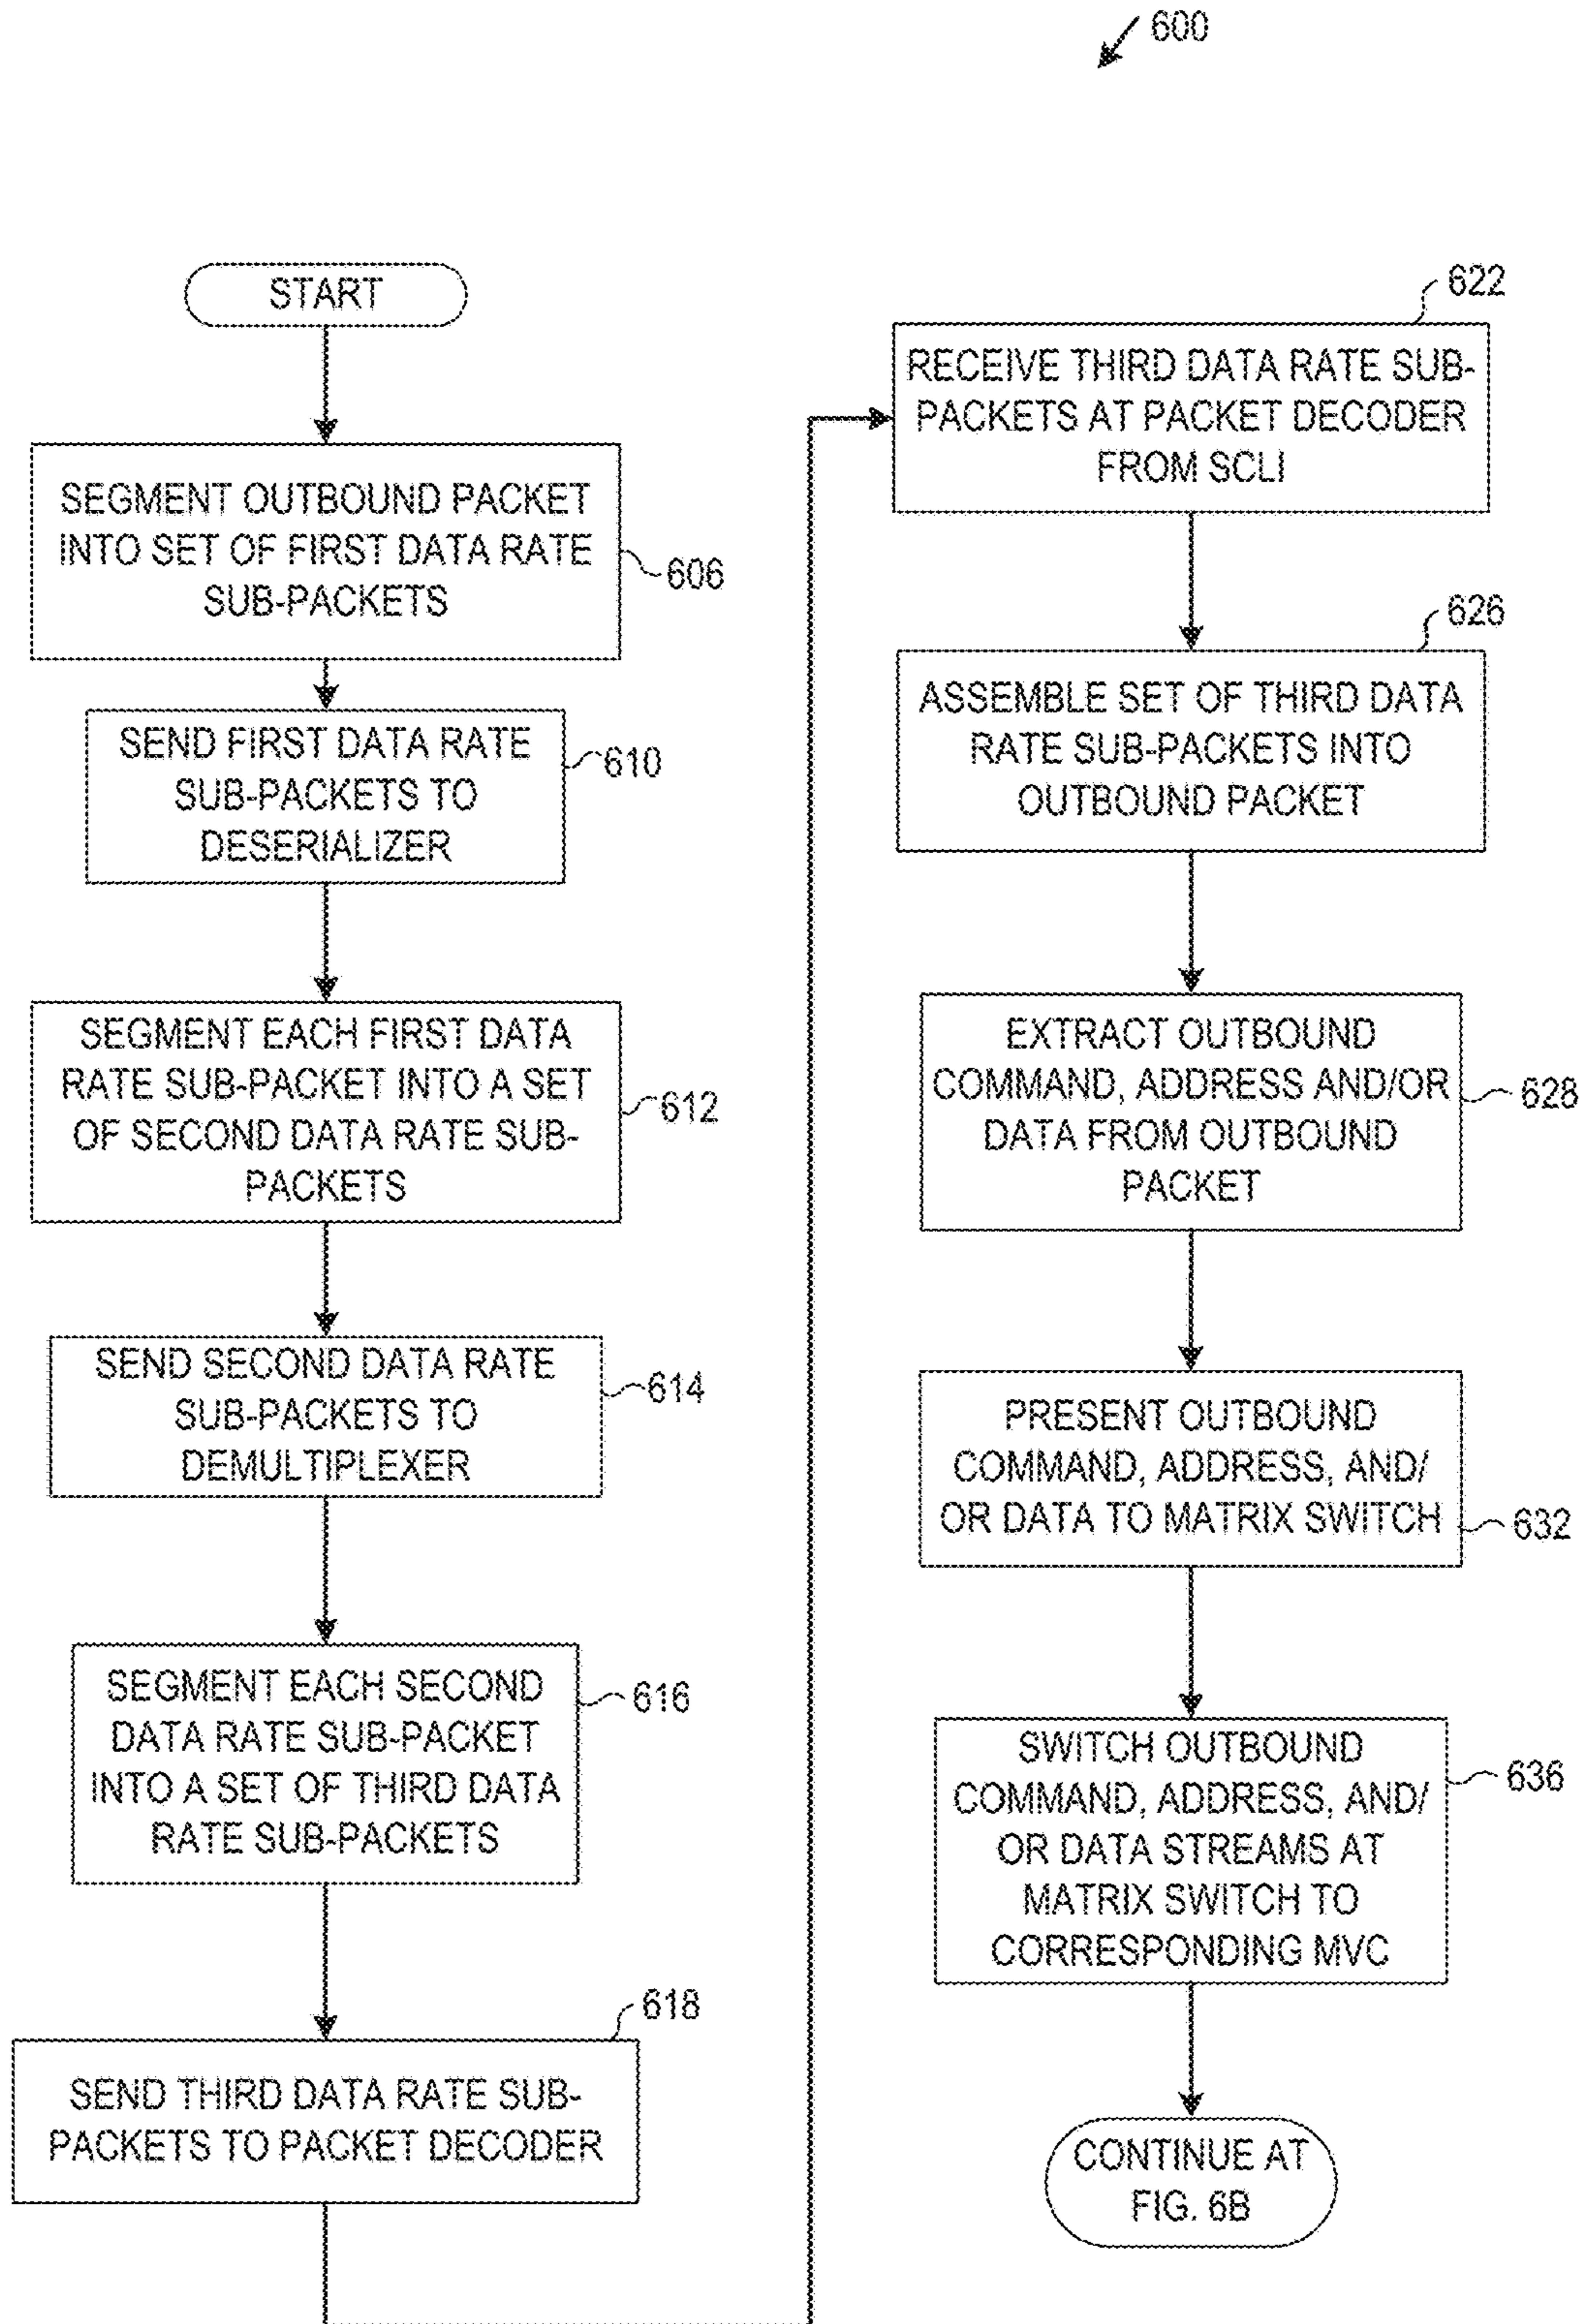 600
START
SEGMENT OUTBOUND PACKET
INTO SET OF FIRST DATA RATE
SUB-PACKETS
606
SEND FIRST DATA RATE
SUB-PACKETS TO
DESERIALIZER
610
SEGMENT EACH FIRST DATA
RATE SUB-PACKET INTO A SET
OF SECOND DATA RATE SUB-
PACKETS
612
SEND SECOND DATA RATE
SUB-PACKETS TO
DEMULTIPLEXER
614
SEGMENT EACH SECOND
DATA RATE SUB-PACKET
INTO A SET OF THIRD DATA
RATE SUB-PACKETS
616
618
SEND THIRD DATA RATE SUB-
PACKETS TO PACKET DECODER
622
RECEIVE THIRD DATA RATE SUB-
PACKETS AT PACKET DECODER
FROM SCLI
626
ASSEMBLE SET OF THIRD DATA
RATE SUB-PACKETS INTO
OUTBOUND PACKET
EXTRACT OUTBOUND
COMMAND, ADDRESS AND/OR
DATA FROM OUTBOUND
PACKET
628
PRESENT OUTBOUND
COMMAND, ADDRESS, AND/
OR DATA TO MATRIX SWITCH
632
SWITCH OUTBOUND
COMMAND, ADDRESS, AND/
OR DATA STREAMS AT
MATRIX SWITCH TO
CORRESPONDING MVC
636
CONTINUE AT
FIG. 6B